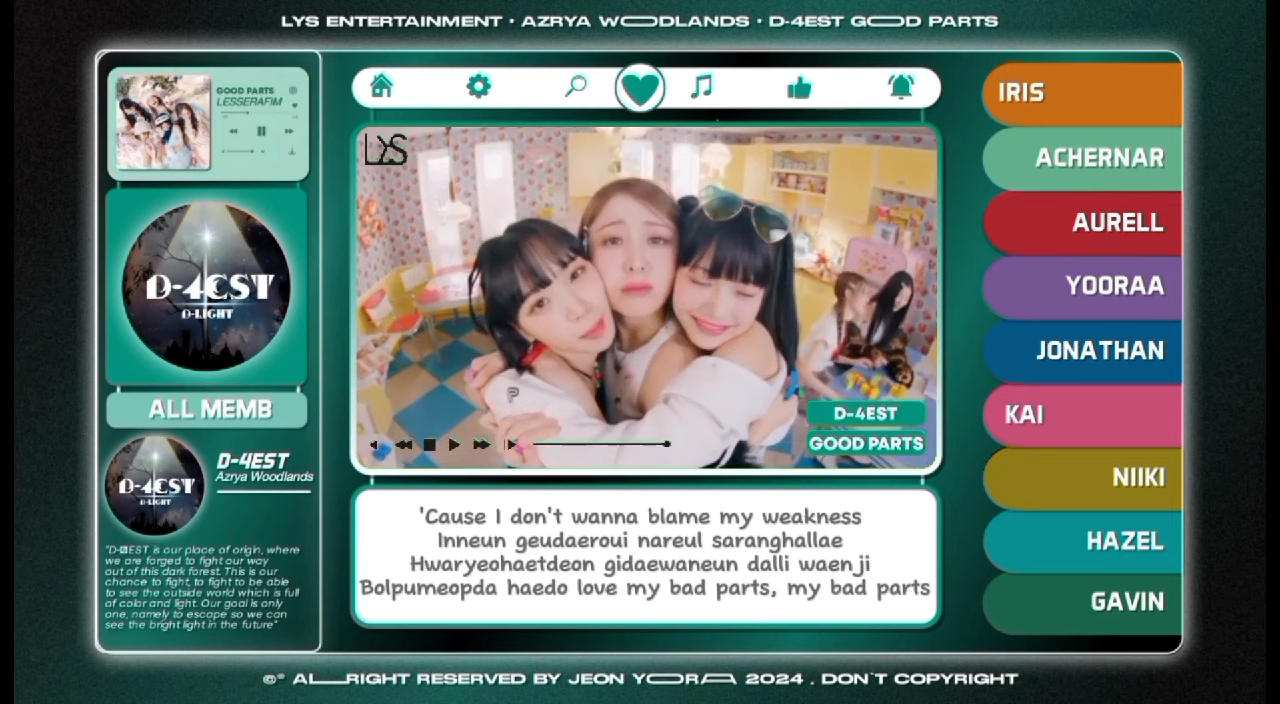 LYS ENTERTAINMENT • AZRYA WOODLANDS • D-4EST GOOD PARTS
GOOD PARTS
LESSERAFIM
D-4EST
D-LIGHT
ALL MEMB
D-4EST
D-LIGHT
D-4EST
Azrya Woodlands
"D-4EST is our place of origin, where
we are forged to fight our way
out of this dark forest. This is our
chance to fight, to fight to be able
to see the outside world which is full
of color and light. Our goal is only
one, namely to escape so we can
see the bright light in the future"
LYS
D-4EST
GOOD PARTS
'Cause I don't wanna blame my weakness
Inneun geudaeroui nareul saranghallae
Hwaryeohaetdeon gidaewaneun dalli waenji
Bolpumeopda haedo love my bad parts, my bad parts
IRIS
ACHERNAR
AURELL
YOORAA
JONATHAN
KAI
NIIKI
HAZEL
GAVIN
©® ALL RIGHT RESERVED BY JEON YORA 2024 . DON`T COPYRIGHT